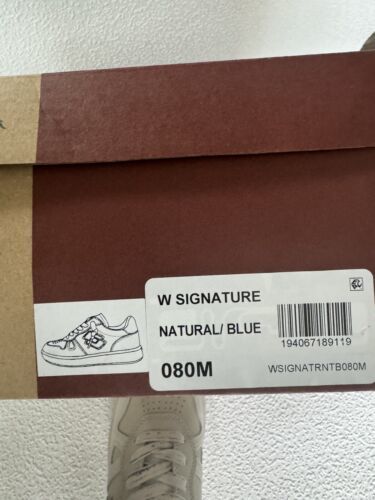 W SIGNATURE
NATURAL/ BLUE
194067189119
080M
WSIGNATRNTB080M